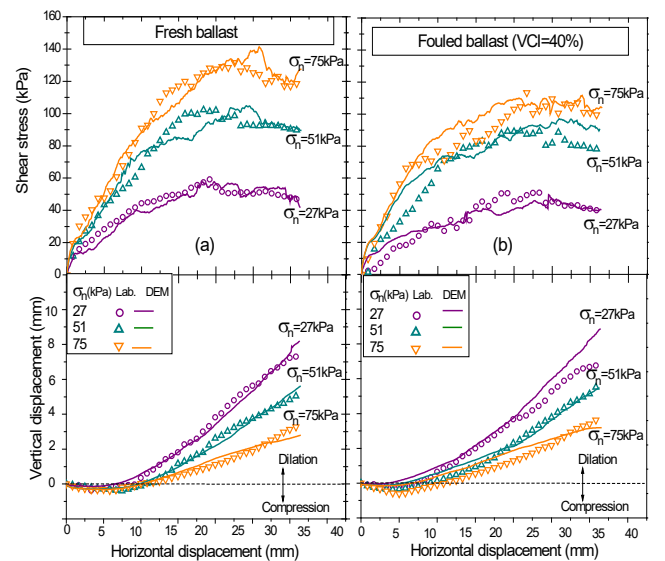 Fresh ballast
Fouled ballast (VCI=40%)
Shear stress (kPa)
160
140
120
100
80
60
40
20
0
σn=75kPa
σn=51kPa
σn=27kPa
(a)
σn=75kPa
σn=51kPa
σn=27kPa
(b)
Vertical displacement (mm)
8
6
4
2
0
σn(kPa) Lab. DEM
27
51
75
σn=27kPa
σn=51kPa
σn=75kPa
Dilation
Compression
σn(kPa) Lab. DEM
27
51
75
σn=27kPa
σn=51kPa
σn=75kPa
Dilation
Compression
0 5 10 15 20 25 30 35 40
0 5 10 15 20 25 30 35 40
Horizontal displacement (mm)
Horizontal displacement (mm)